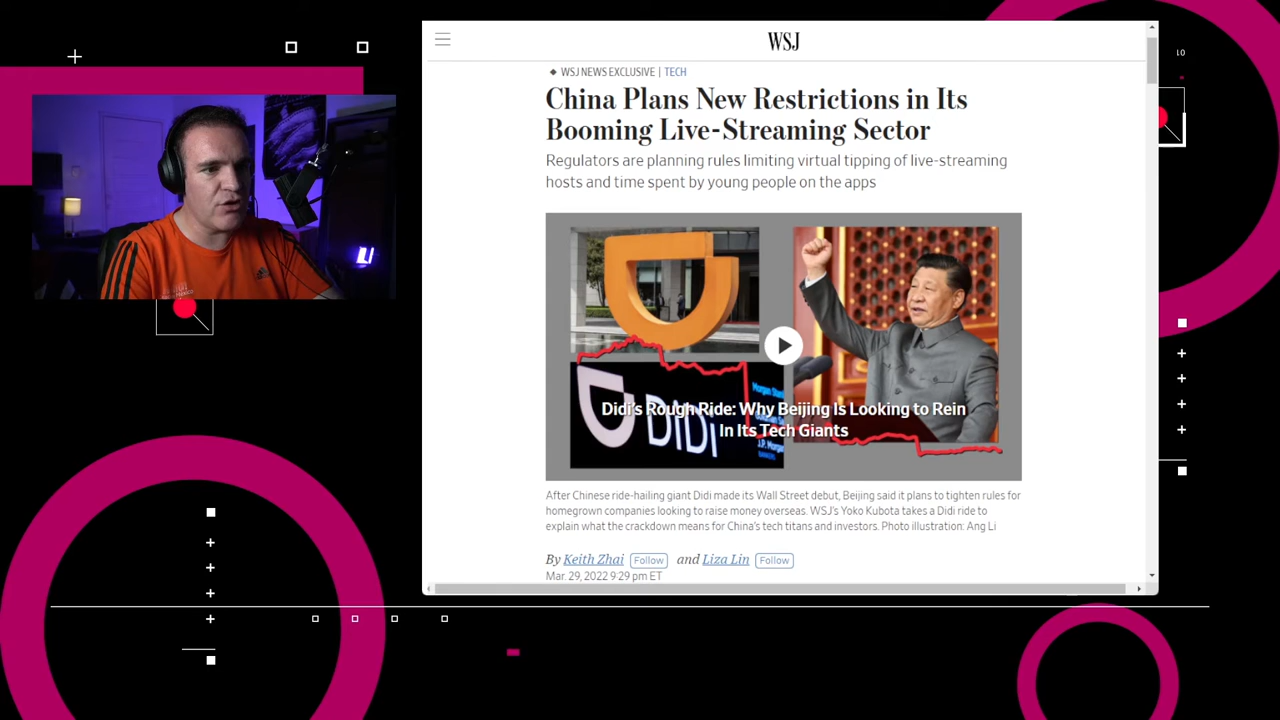 WSJ
◆ WSJ NEWS EXCLUSIVE | TECH
China Plans New Restrictions in Its
Booming Live-Streaming Sector
Regulators are planning rules limiting virtual tipping of live-streaming
hosts and time spent by young people on the apps
DiDi
Morgan Stan
J.P. Morgan
Didi's Rough Ride: Why Beijing Is Looking to Rein
In Its Tech Giants
After Chinese ride-hailing giant Didi made its Wall Street debut, Beijing said it plans to tighten rules for
homegrown companies looking to raise money overseas. WSJ's Yoko Kubota takes a Didi ride to
explain what the crackdown means for China's tech titans and investors. Photo illustration: Ang Li
By Keith Zhai Follow and Liza Lin Follow
Mar. 29, 2022 9:29 pm ET